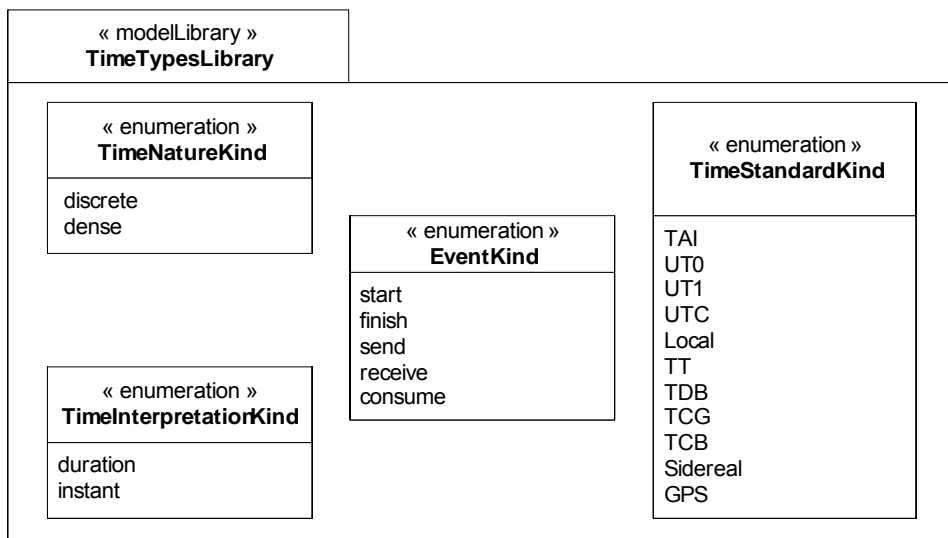 « modelLibrary »
TimeTypesLibrary
« enumeration »
TimeNatureKind
discrete
dense
« enumeration »
EventKind
start
finish
send
receive
consume
« enumeration »
TimeStandardKind
TAI
UT0
UT1
UTC
Local
TT
TDB
TCG
TCB
Sidereal
GPS
« enumeration »
TimeInterpretationKind
duration
instant